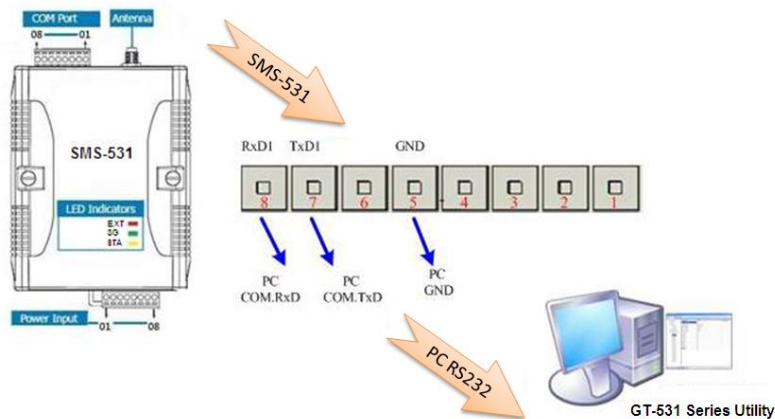 COM Port
Antenna
08 01
SMS-531
LED Indicators
EXT
SG
STA
Power Input
01 08
SMS-531
RxD1 TxD1 GND
8 7 6 5 4 3 2 1
PC COM.RxD
PC COM.TxD
PC GND
PC RS232
GT-531 Series Utility